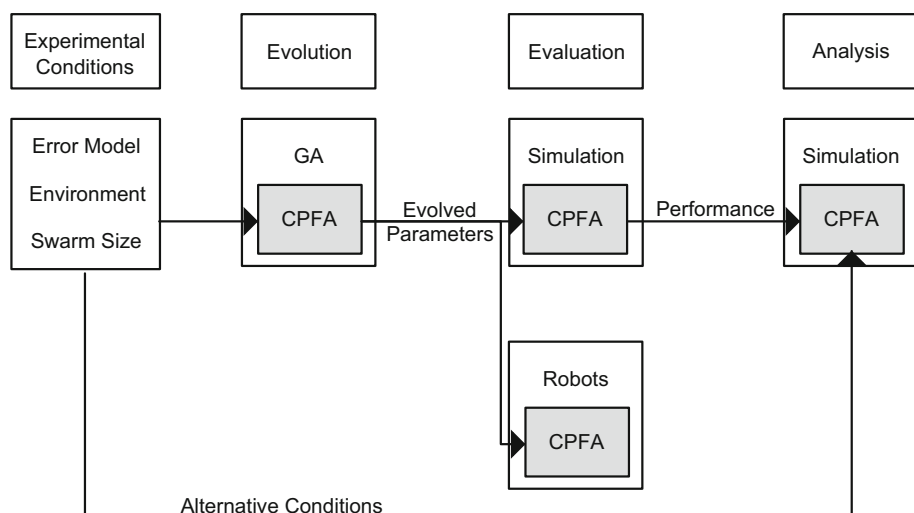 Experimental
Conditions
Evolution
Evaluation
Analysis
Error Model
Environment
Swarm Size
GA
CPFA
Evolved
Parameters
Simulation
CPFA
Performance
Simulation
CPFA
Robots
CPFA
Alternative Conditions